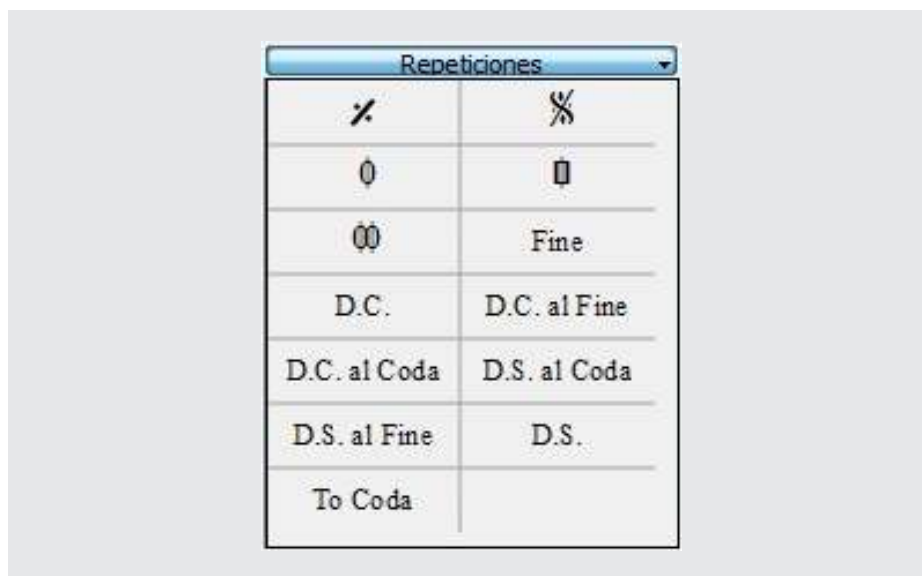 Repeticiones
Fine
D.C. D.C. al Fine
D.C. al Coda D.S. al Coda
D.S. al Fine D.S.
To Coda